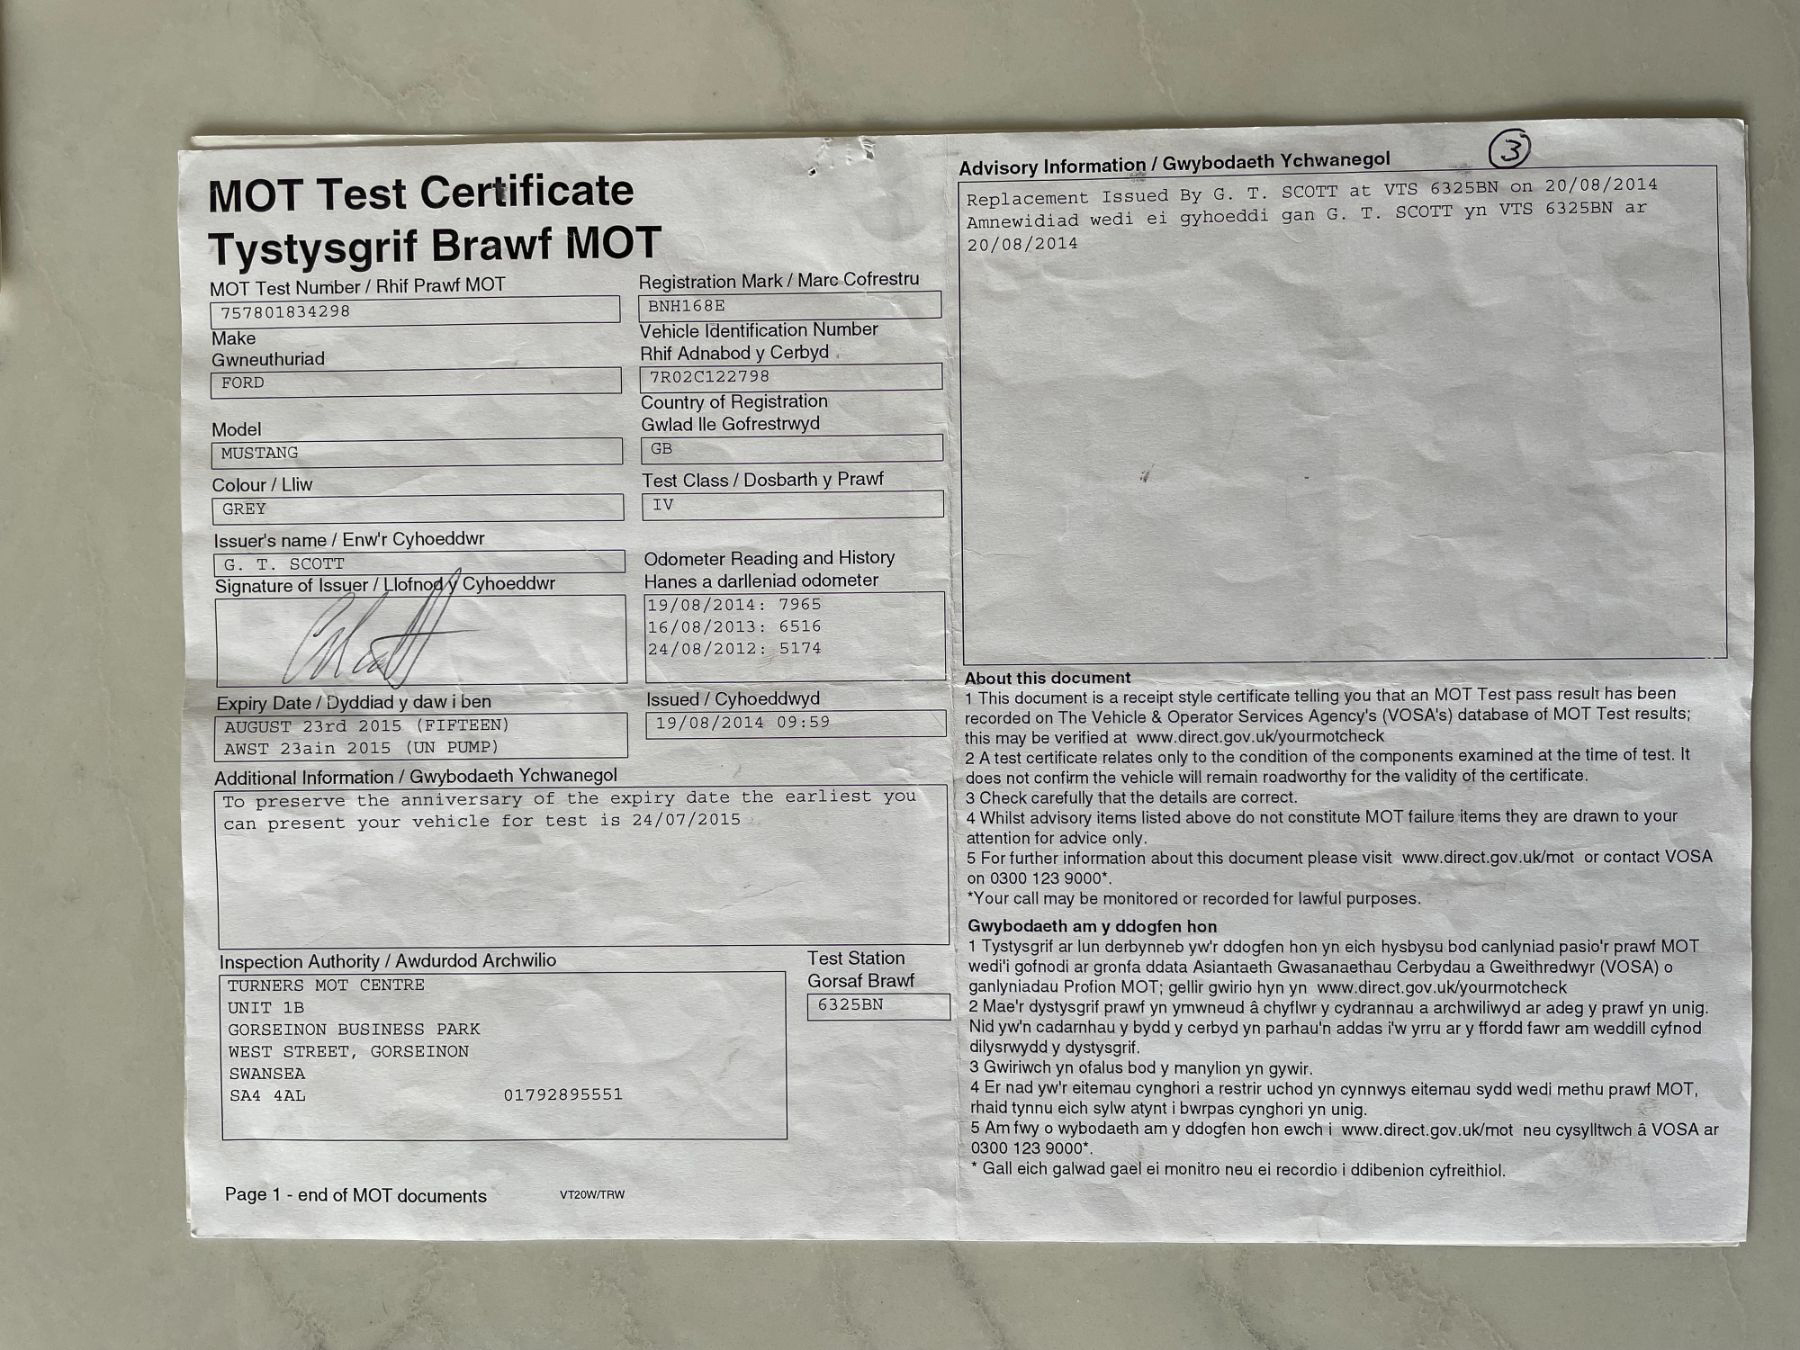 MOT Test Certificate
Tystysgrif Brawf MOT
MOT Test Number / Rhif Prawf MOT
757801834298
Make
Gwneuthuriad
FORD
Model
MUSTANG
Colour / Lliw
GREY
Issuer's name / Enw'r Cyhoeddwr
G. T. SCOTT
Signature of Issuer / Llofnod y Cyhoeddwr
Expiry Date / Dyddiad y daw i ben
AUGUST 23rd 2015 (FIFTEEN)
AWST 23ain 2015 (UN PUMP)
Registration Mark / Marc Cofrestru
BNH168E
Vehicle Identification Number
Rhif Adnabod y Cerbyd
7R02C122798
Country of Registration
Gwlad lle Gofrestrwyd
GB
Test Class / Dosbarth y Prawf
IV
Odometer Reading and History
Hanes a darlleniad odometer
19/08/2014: 7965
16/08/2013: 6516
24/08/2012: 5174
Issued / Cyhoeddwyd
19/08/2014 09:59
Additional Information / Gwybodaeth Ychwanegol
To preserve the anniversary of the expiry date the earliest you
can present your vehicle for test is 24/07/2015
Inspection Authority / Awdurdod Archwilio
TURNERS MOT CENTRE
UNIT 1B
GORSEINON BUSINESS PARK
WEST STREET, GORSEINON
SWANSEA
SA4 4AL 01792895551
Test Station
Gorsaf Brawf
6325BN
Page 1 - end of MOT documents VT20W/TRW
Advisory Information / Gwybodaeth Ychwanegol 3
Replacement Issued By G. T. SCOTT at VTS 6325BN on 20/08/2014
Amnewidiad wedi ei gyhoeddi gan G. T. SCOTT yn VTS 6325BN ar
20/08/2014
About this document
1 This document is a receipt style certificate telling you that an MOT Test pass result has been
recorded on The Vehicle & Operator Services Agency's (VOSA's) database of MOT Test results;
this may be verified at www.direct.gov.uk/yourmotcheck
2 A test certificate relates only to the condition of the components examined at the time of test. It
does not confirm the vehicle will remain roadworthy for the validity of the certificate.
3 Check carefully that the details are correct.
4 Whilst advisory items listed above do not constitute MOT failure items they are drawn to your
attention for advice only.
5 For further information about this document please visit www.direct.gov.uk/mot or contact VOSA
on 0300 123 9000*.
*Your call may be monitored or recorded for lawful purposes.
Gwybodaeth am y ddogfen hon
1 Tystysgrif ar lun derbynneb yw'r ddogfen hon yn eich hysbysu bod canlyniad pasio'r prawf MOT
wedi'i gofnodi ar gronfa ddata Asiantaeth Gwasanaethau Cerbydau a Gweithredwyr (VOSA) o
ganlyniadau Profion MOT; gellir gwirio hyn yn www.direct.gov.uk/yourmotcheck
2 Mae'r dystysgrif prawf yn ymwneud â chyflwr y cydrannau a archwiliwyd ar adeg y prawf yn unig.
Nid yw'n cadarnhau y bydd y cerbyd yn parhau'n addas i'w yrru ar y ffordd fawr am weddill cyfnod
dilysrwydd y dystysgrif.
3 Gwiriwch yn ofalus bod y manylion yn gywir.
4 Er nad yw'r eitemau cynghori a restrir uchod yn cynnwys eitemau sydd wedi methu prawf MOT,
rhaid tynnu eich sylw atynt i bwrpas cynghori yn unig.
5 Am fwy o wybodaeth am y ddogfen hon ewch i www.direct.gov.uk/mot neu cysylltwch â VOSA ar
0300 123 9000*.
* Gall eich galwad gael ei monitro neu ei recordio i ddibenion cyfreithiol.